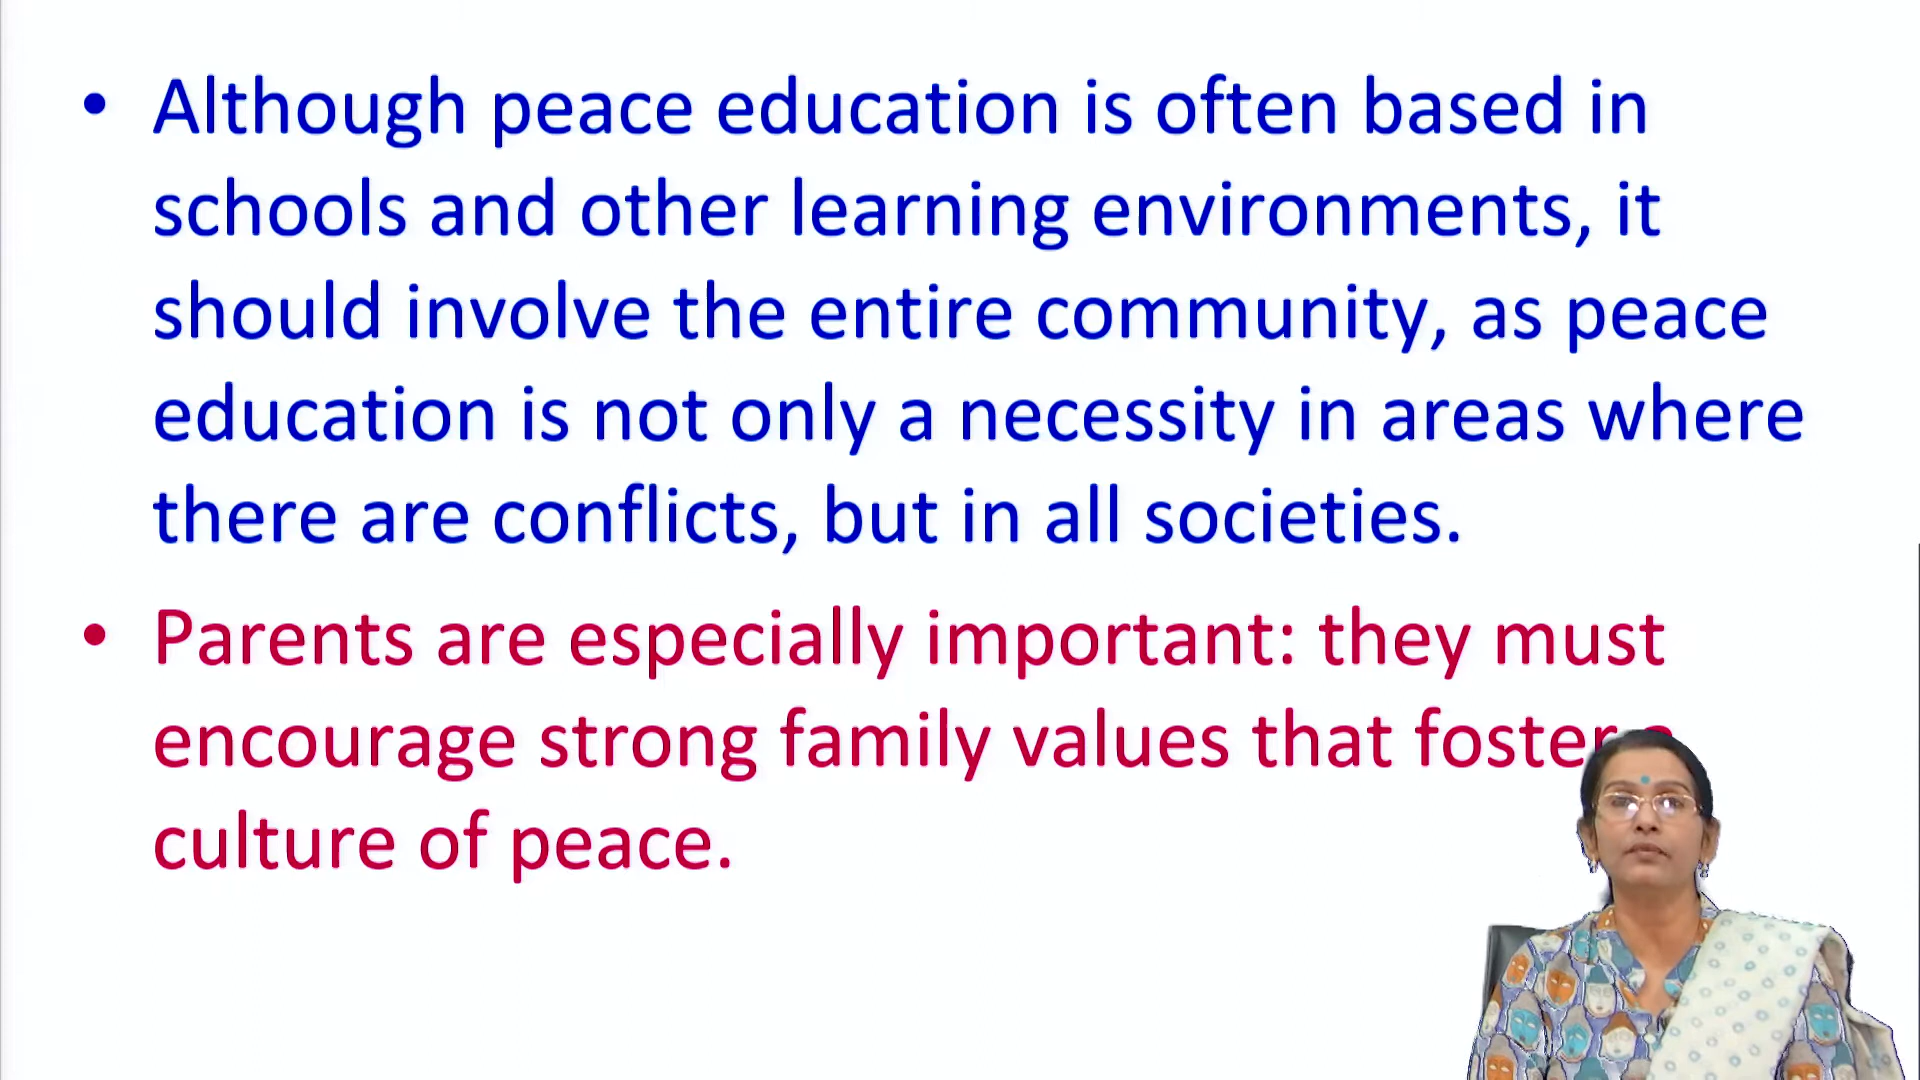 • Although peace education is often based in
schools and other learning environments, it
should involve the entire community, as peace
education is not only a necessity in areas where
there are conflicts, but in all societies.
• Parents are especially important: they must
encourage strong family values that foster a
culture of peace.